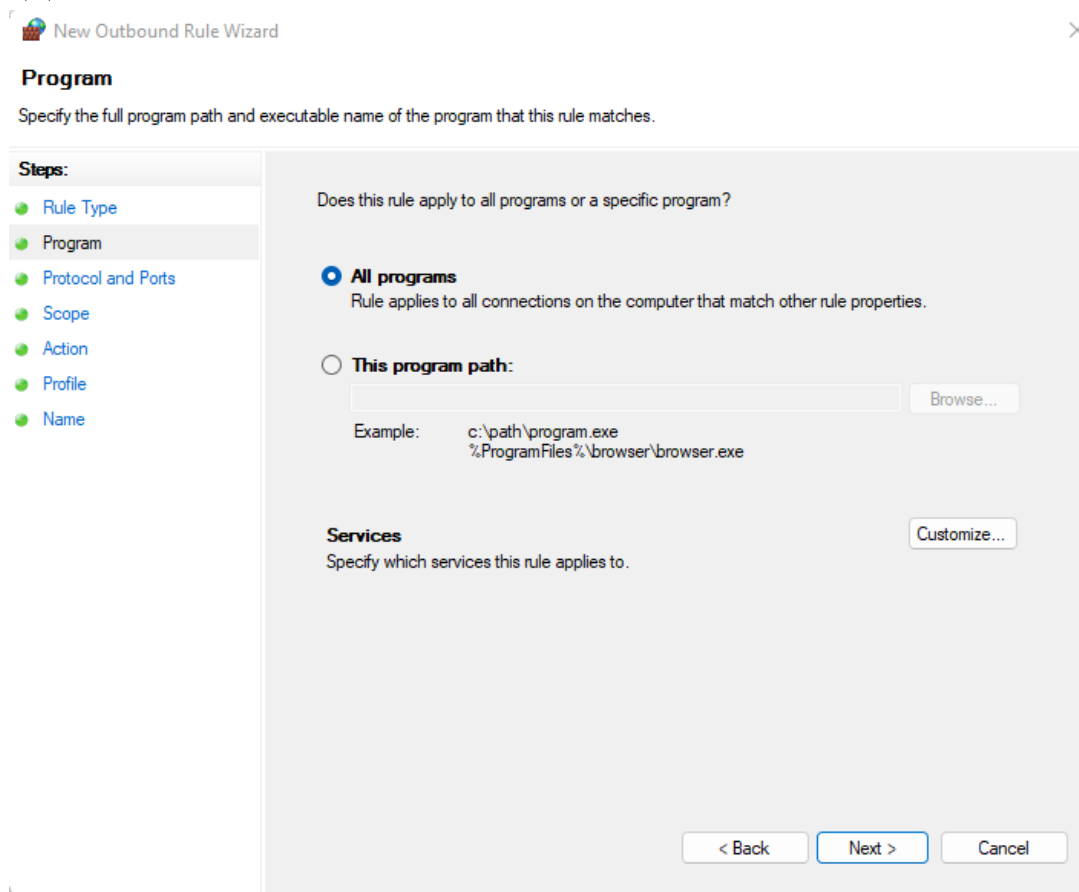 New Outbound Rule Wizard
Program
Specify the full program path and executable name of the program that this rule matches.
Steps:
Rule Type
Program
Protocol and Ports
Scope
Action
Profile
Name
Does this rule apply to all programs or a specific program?
All programs
Rule applies to all connections on the computer that match other rule properties.
This program path:
Browse...
Example: c:\path\program.exe
%ProgramFiles%\browser\browser.exe
Services
Customize...
Specify which services this rule applies to.
< Back Next > Cancel